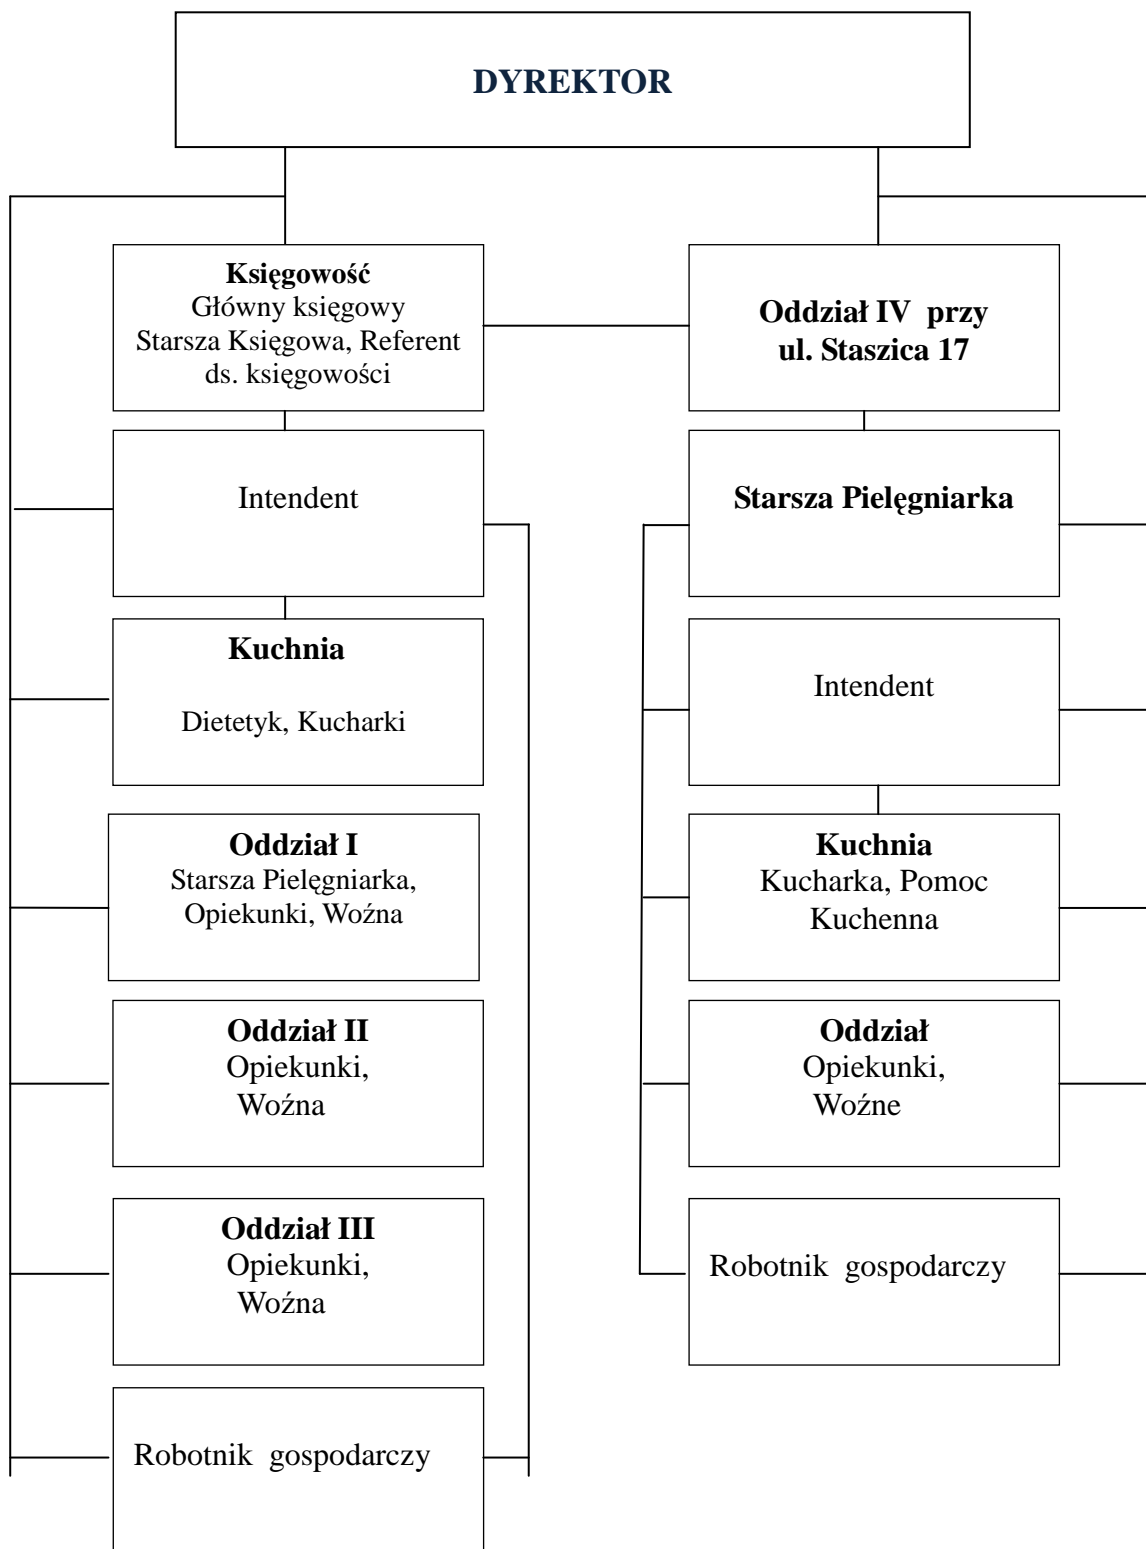 DYREKTOR
Księgowość
Główny księgowy
Starsza Księgowa, Referent
ds. księgowości
Oddział IV przy
ul. Staszica 17
Intendent
Starsza Pielęgniarka
Kuchnia
Dietetyk, Kucharki
Intendent
Oddział I
Starsza Pielęgniarka,
Opiekunki, Woźna
Kuchnia
Kucharka, Pomoc
Kuchenna
Oddział II
Opiekunki,
Woźna
Oddział
Opiekunki,
Woźne
Oddział III
Opiekunki,
Woźna
Robotnik gospodarczy
Robotnik gospodarczy